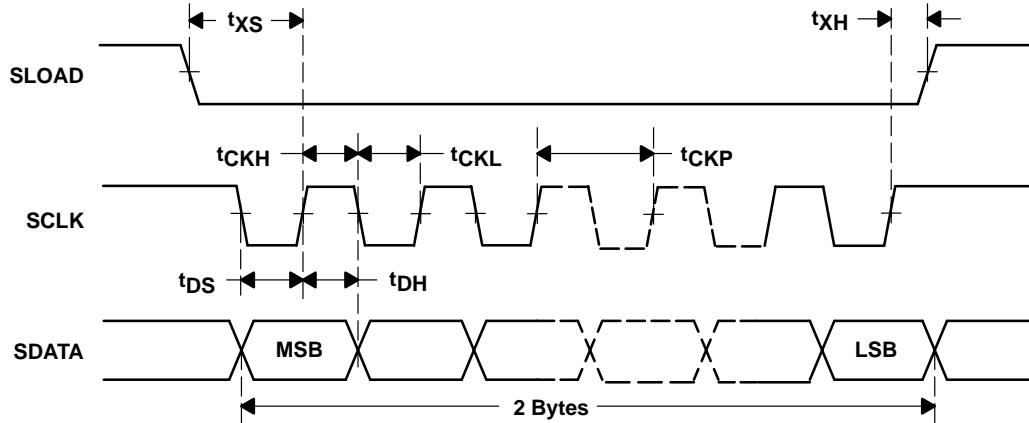 tXS
tXH
SLOAD
tCKH
tCKL
tCKP
SCLK
tDS
tDH
SDATA
MSB
LSB
2 Bytes